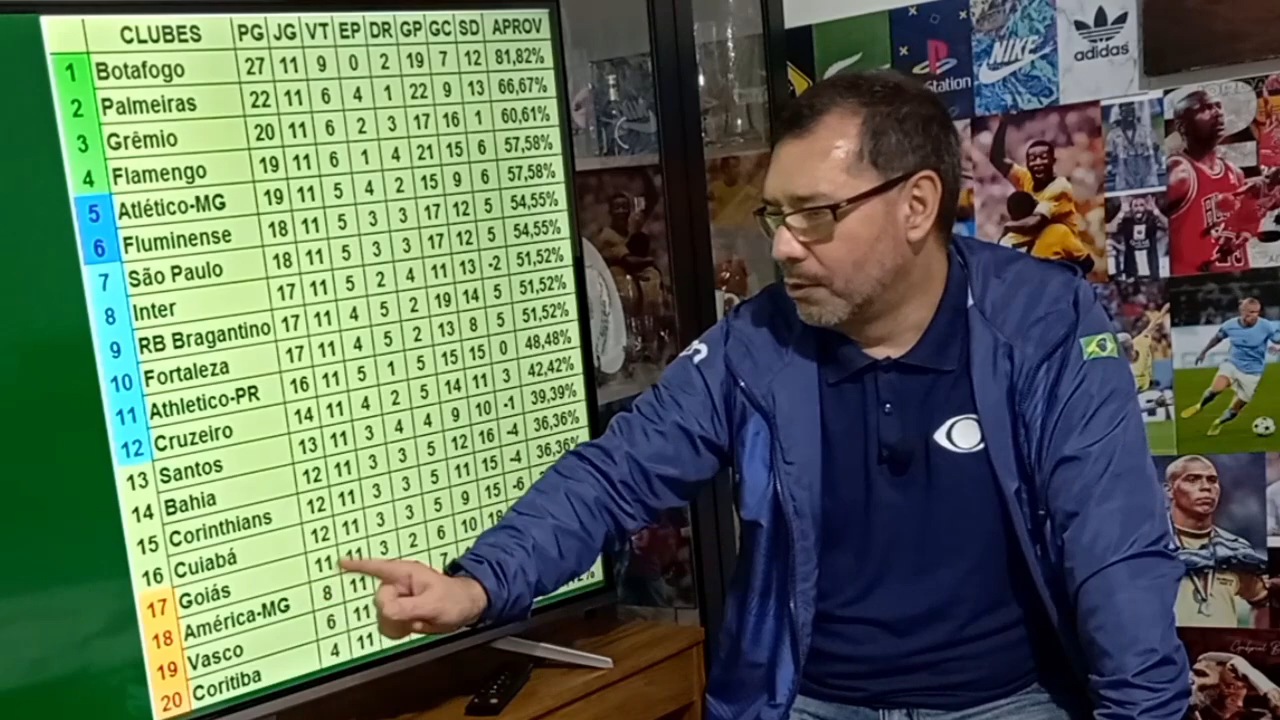 CLUBES PG JG VT EP DR GP GC SD APROV
1 Botafogo 27 11 9 0 2 19 7 12 81,82%
2 Palmeiras 22 11 6 4 1 22 9 13 66,67%
3 Grêmio 20 11 6 2 3 17 16 1 60,61%
4 Flamengo 19 11 6 1 4 21 15 6 57,58%
5 Atlético-MG 19 11 5 4 2 15 9 6 57,58%
6 Fluminense 18 11 5 3 3 17 12 5 54,55%
7 São Paulo 18 11 5 3 3 17 12 5 54,55%
8 Inter 17 11 5 2 4 11 13 -2 51,52%
9 RB Bragantino 17 11 4 5 2 19 14 5 51,52%
10 Fortaleza 17 11 4 5 2 13 8 5 51,52%
11 Athletico-PR 16 11 5 1 5 15 15 0 48,48%
12 Cruzeiro 14 11 4 2 5 14 11 3 42,42%
13 Santos 13 11 3 4 4 9 10 -1 39,39%
14 Bahia 12 11 3 3 5 12 16 -4 36,36%
15 Corinthians 12 11 3 3 5 11 15 -4 36,36%
16 Cuiabá 12 11 3 3 5 9 15 -6
17 Goiás 11 11 3 2 6 10 18
18 América-MG 8 11 7
19 Vasco 6 11
20 Coritiba 4 11
Station
NIKE
adidas